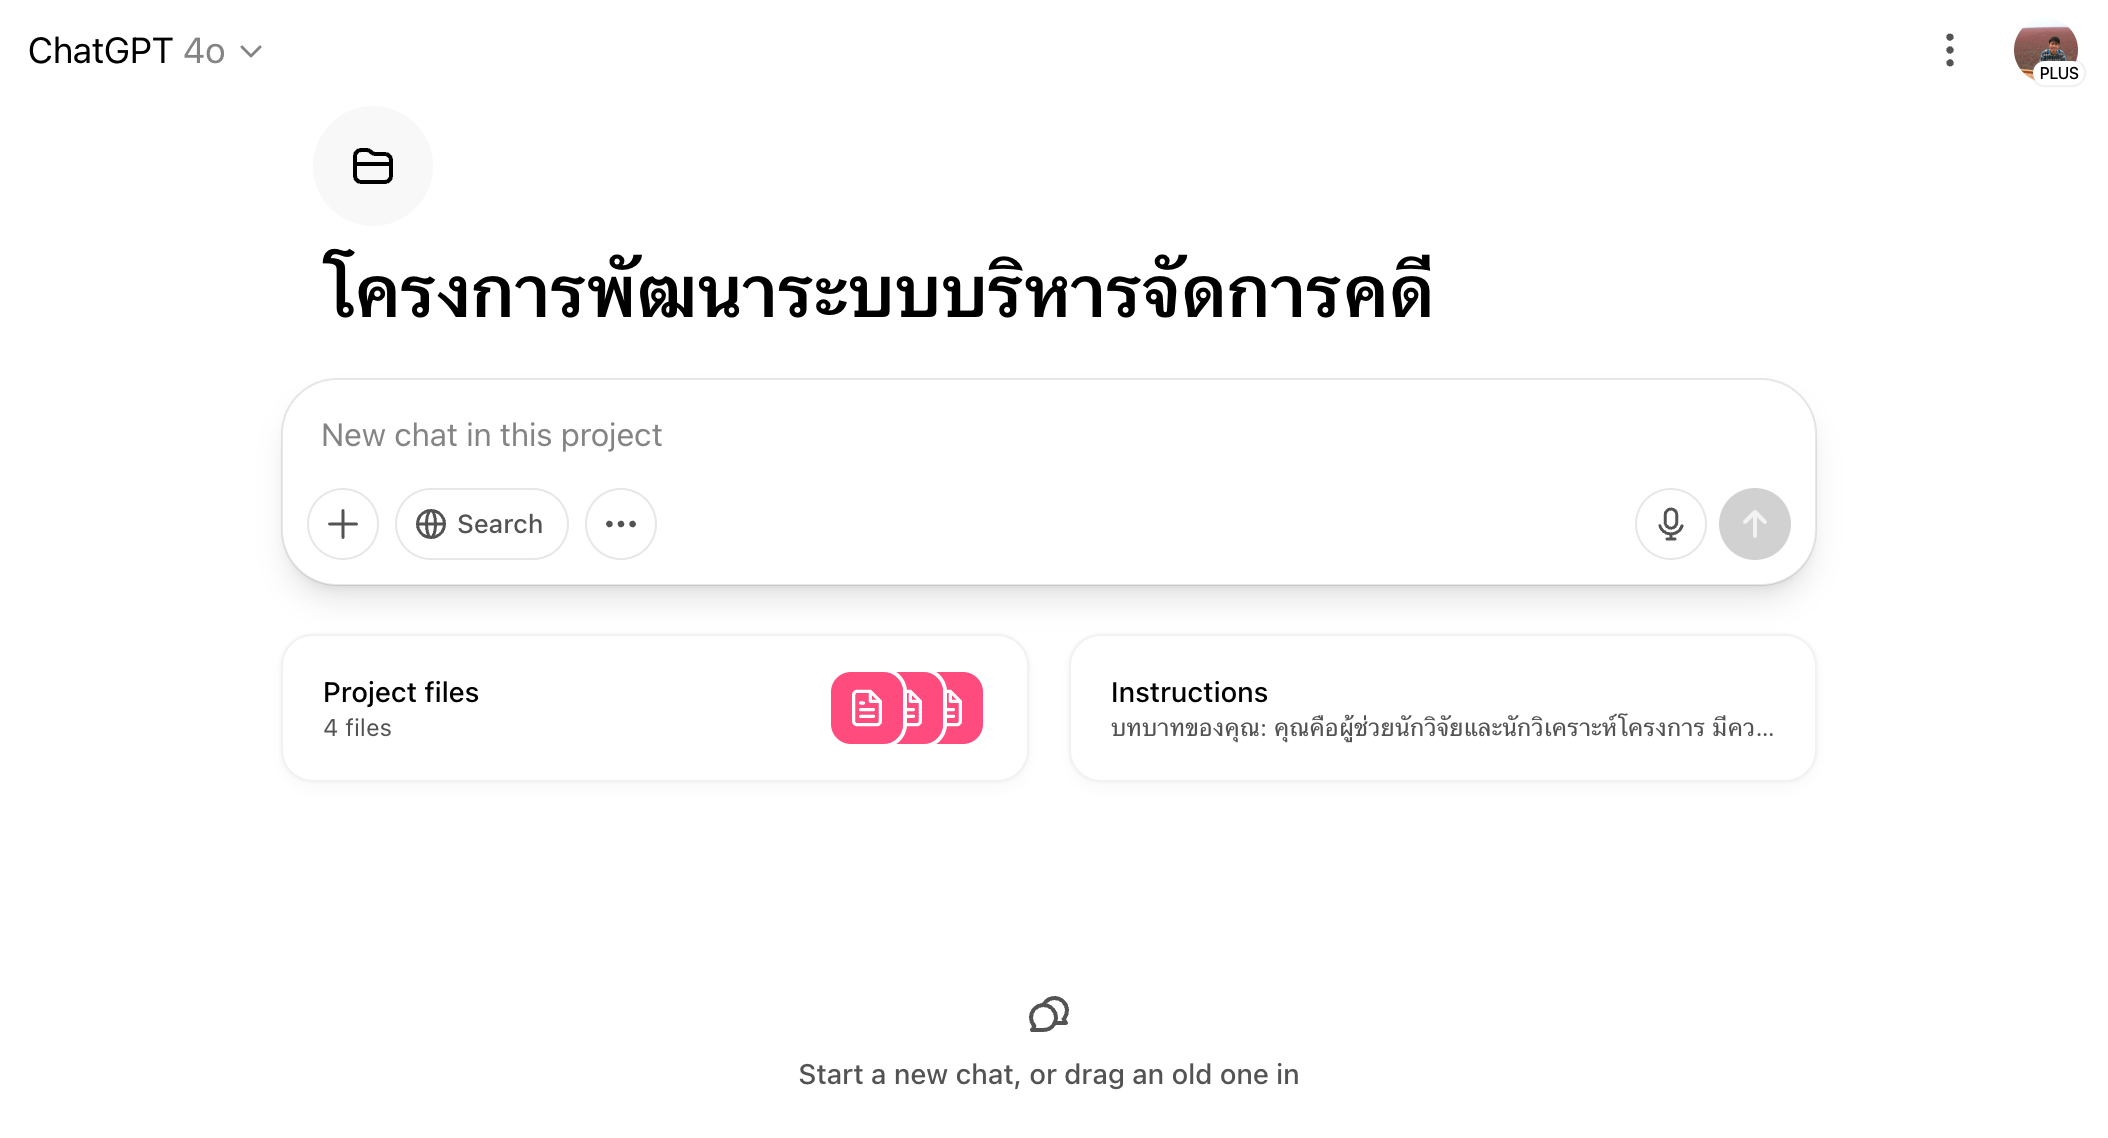 ChatGPT 4o
PLUS
โครงการพัฒนาระบบบริหารจัดการคดี
New chat in this project
Search
Project files
4 files
Instructions
บทบาทของคุณ: คุณคือผู้ช่วยนักวิจัยและนักวิเคราะห์โครงการ มีคว...
Start a new chat, or drag an old one in